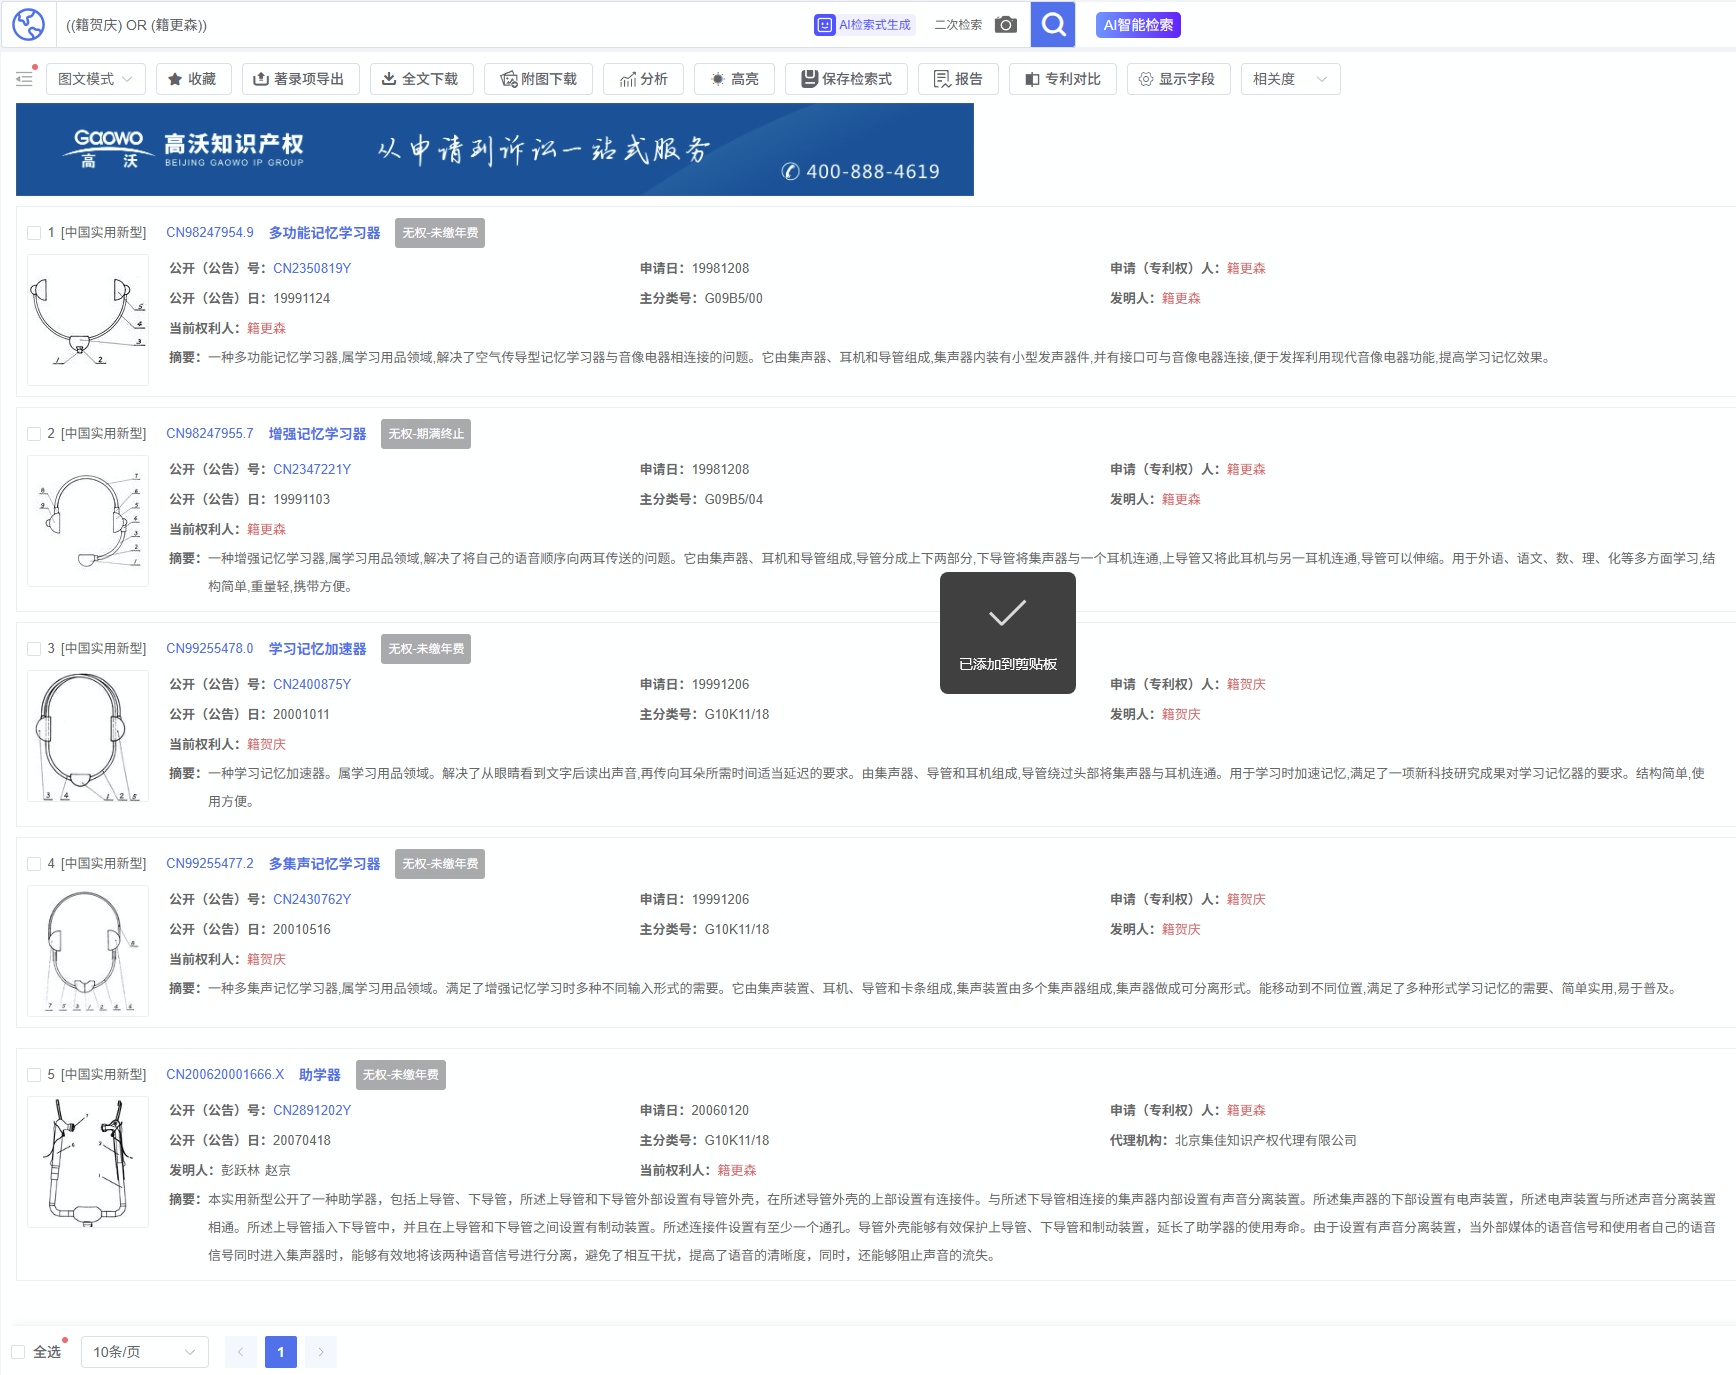 ((籍贺庆) OR (籍更森))
AI检索式生成 二次检索 AI智能检索
图文模式 收藏 著录项导出 全文下载 附图下载 分析 高亮 保存检索式 报告 专利对比 显示字段 相关度
GAOWO 高沃 高沃知识产权 BEIJING GAOWO IP GROUP 从申请到诉讼一站式服务
400-888-4619
1 [中国实用新型] CN98247954.9 多功能记忆学习器 无权-未缴年费
公开（公告）号：CN2350819Y 申请日：19981208 申请（专利权）人：籍更森
公开（公告）日：19991124 主分类号：G09B5/00 发明人：籍更森
当前权利人：籍更森
摘要：一种多功能记忆学习器,属学习用品领域,解决了空气传导型记忆学习器与音像电器相连接的问题。它由集声器、耳机和导管组成,集声器内装有小型发声器件,并有接口可与音像电器连接,便于发挥利用现代音像电器功能,提高学习记忆效果。
2 [中国实用新型] CN98247955.7 增强记忆学习器 无权-期满终止
公开（公告）号：CN2347221Y 申请日：19981208 申请（专利权）人：籍更森
公开（公告）日：19991103 主分类号：G09B5/04 发明人：籍更森
当前权利人：籍更森
摘要：一种增强记忆学习器,属学习用品领域,解决了将自己的语音顺序向两耳传送的问题。它由集声器、耳机和导管组成,导管分成上下两部分,下导管将集声器与一个耳机连通,上导管又将此耳机与另一耳机连通,导管可以伸缩。用于外语、语文、数、理、化等多方面学习,结
构简单,重量轻,携带方便。
已添加到剪贴板
3 [中国实用新型] CN99255478.0 学习记忆加速器 无权-未缴年费
公开（公告）号：CN2400875Y 申请日：19991206 申请（专利权）人：籍贺庆
公开（公告）日：20001011 主分类号：G10K11/18 发明人：籍贺庆
当前权利人：籍贺庆
摘要：一种学习记忆加速器。属学习用品领域。解决了从眼睛看到文字后读出声音,再传向耳朵所需时间适当延迟的要求。由集声器、导管和耳机组成,导管绕过头部将集声器与耳机连通。用于学习时加速记忆,满足了一项新科技研究成果对学习记忆器的要求。结构简单,使
用方便。
4 [中国实用新型] CN99255477.2 多集声记忆学习器 无权-未缴年费
公开（公告）号：CN2430762Y 申请日：19991206 申请（专利权）人：籍贺庆
公开（公告）日：20010516 主分类号：G10K11/18 发明人：籍贺庆
当前权利人：籍贺庆
摘要：一种多集声记忆学习器,属学习用品领域。满足了增强记忆学习时多种不同输入形式的需要。它由集声装置、耳机、导管和卡条组成,集声装置由多个集声器组成,集声器做成可分离形式。能移动到不同位置,满足了多种形式学习记忆的需要、简单实用,易于普及。
5 [中国实用新型] CN200620001666.X 助学器 无权-未缴年费
公开（公告）号：CN2891202Y 申请日：20060120 申请（专利权）人：籍更森
公开（公告）日：20070418 主分类号：G10K11/18 代理机构：北京集佳知识产权代理有限公司
发明人：彭跃林 赵京 当前权利人：籍更森
摘要：本实用新型公开了一种助学器，包括上导管、下导管，所述上导管和下导管外部设置有导管外壳，在所述导管外壳的上部设置有连接件。与所述下导管相连接的集声器内部设置有声音分离装置。所述集声器的下部设置有电声装置，所述电声装置与所述声音分离装置
相通。所述上导管插入下导管中，并且在上导管和下导管之间设置有制动装置。所述连接件设置有至少一个通孔。导管外壳能够有效保护上导管、下导管和制动装置，延长了助学器的使用寿命。由于设置有声音分离装置，当外部媒体的语音信号和使用者自己的语音
信号同时进入集声器时，能够有效地将该两种语音信号进行分离，避免了相互干扰，提高了语音的清晰度，同时，还能够阻止声音的流失。
全选 10条/页 1